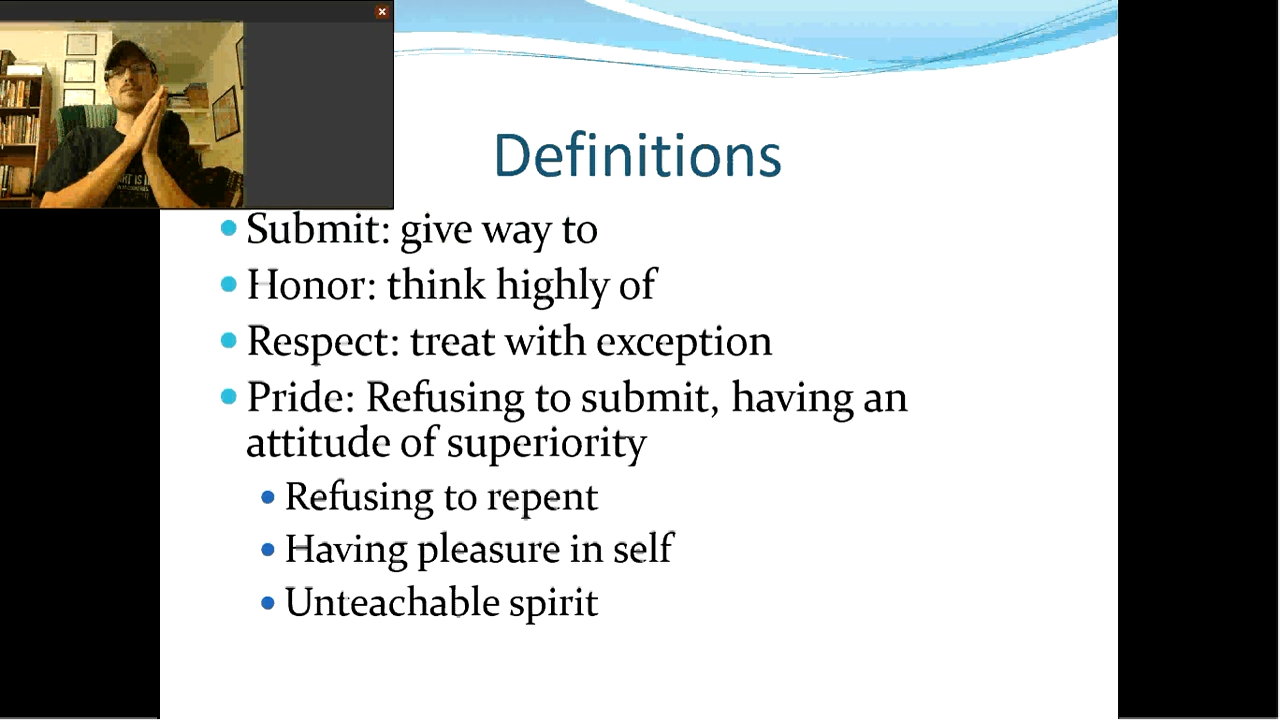 Definitions
Submit: give way to
Honor: think highly of
Respect: treat with exception
Pride: Refusing to submit, having an
attitude of superiority
Refusing to repent
Having pleasure in self
Unteachable spirit